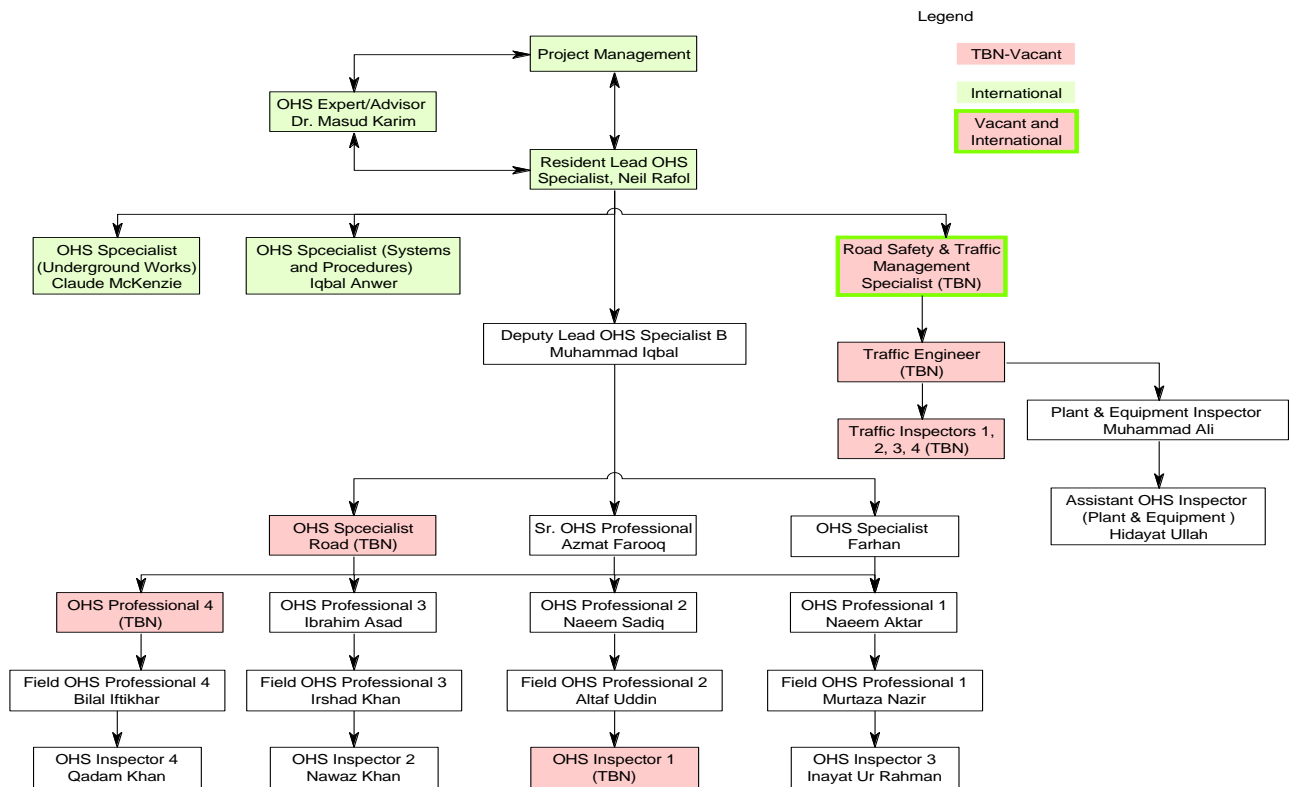 Legend
Project Management
TBN-Vacant
OHS Expert/Advisor
Dr. Masud Karim
International
Vacant and
International
Resident Lead OHS
Specialist, Neil Rafol
OHS Spcecialist
(Underground Works)
Claude McKenzie
OHS Spcecialist (Systems
and Procedures)
Iqbal Anwer
Road Safety & Traffic
Management
Specialist (TBN)
Deputy Lead OHS Specialist B
Muhammad Iqbal
Traffic Engineer
(TBN)
Traffic Inspectors 1,
2, 3, 4 (TBN)
Plant & Equipment Inspector
Muhammad Ali
Assistant OHS Inspector
(Plant & Equipment )
Hidayat Ullah
OHS Spcecialist
Road (TBN)
Sr. OHS Professional
Azmat Farooq
OHS Specialist
Farhan
OHS Professional 4
(TBN)
OHS Professional 3
Ibrahim Asad
OHS Professional 2
Naeem Sadiq
OHS Professional 1
Naeem Aktar
Field OHS Professional 4
Bilal Iftikhar
Field OHS Professional 3
Irshad Khan
Field OHS Professional 2
Altaf Uddin
Field OHS Professional 1
Murtaza Nazir
OHS Inspector 4
Qadam Khan
OHS Inspector 2
Nawaz Khan
OHS Inspector 1
(TBN)
OHS Inspector 3
Inayat Ur Rahman